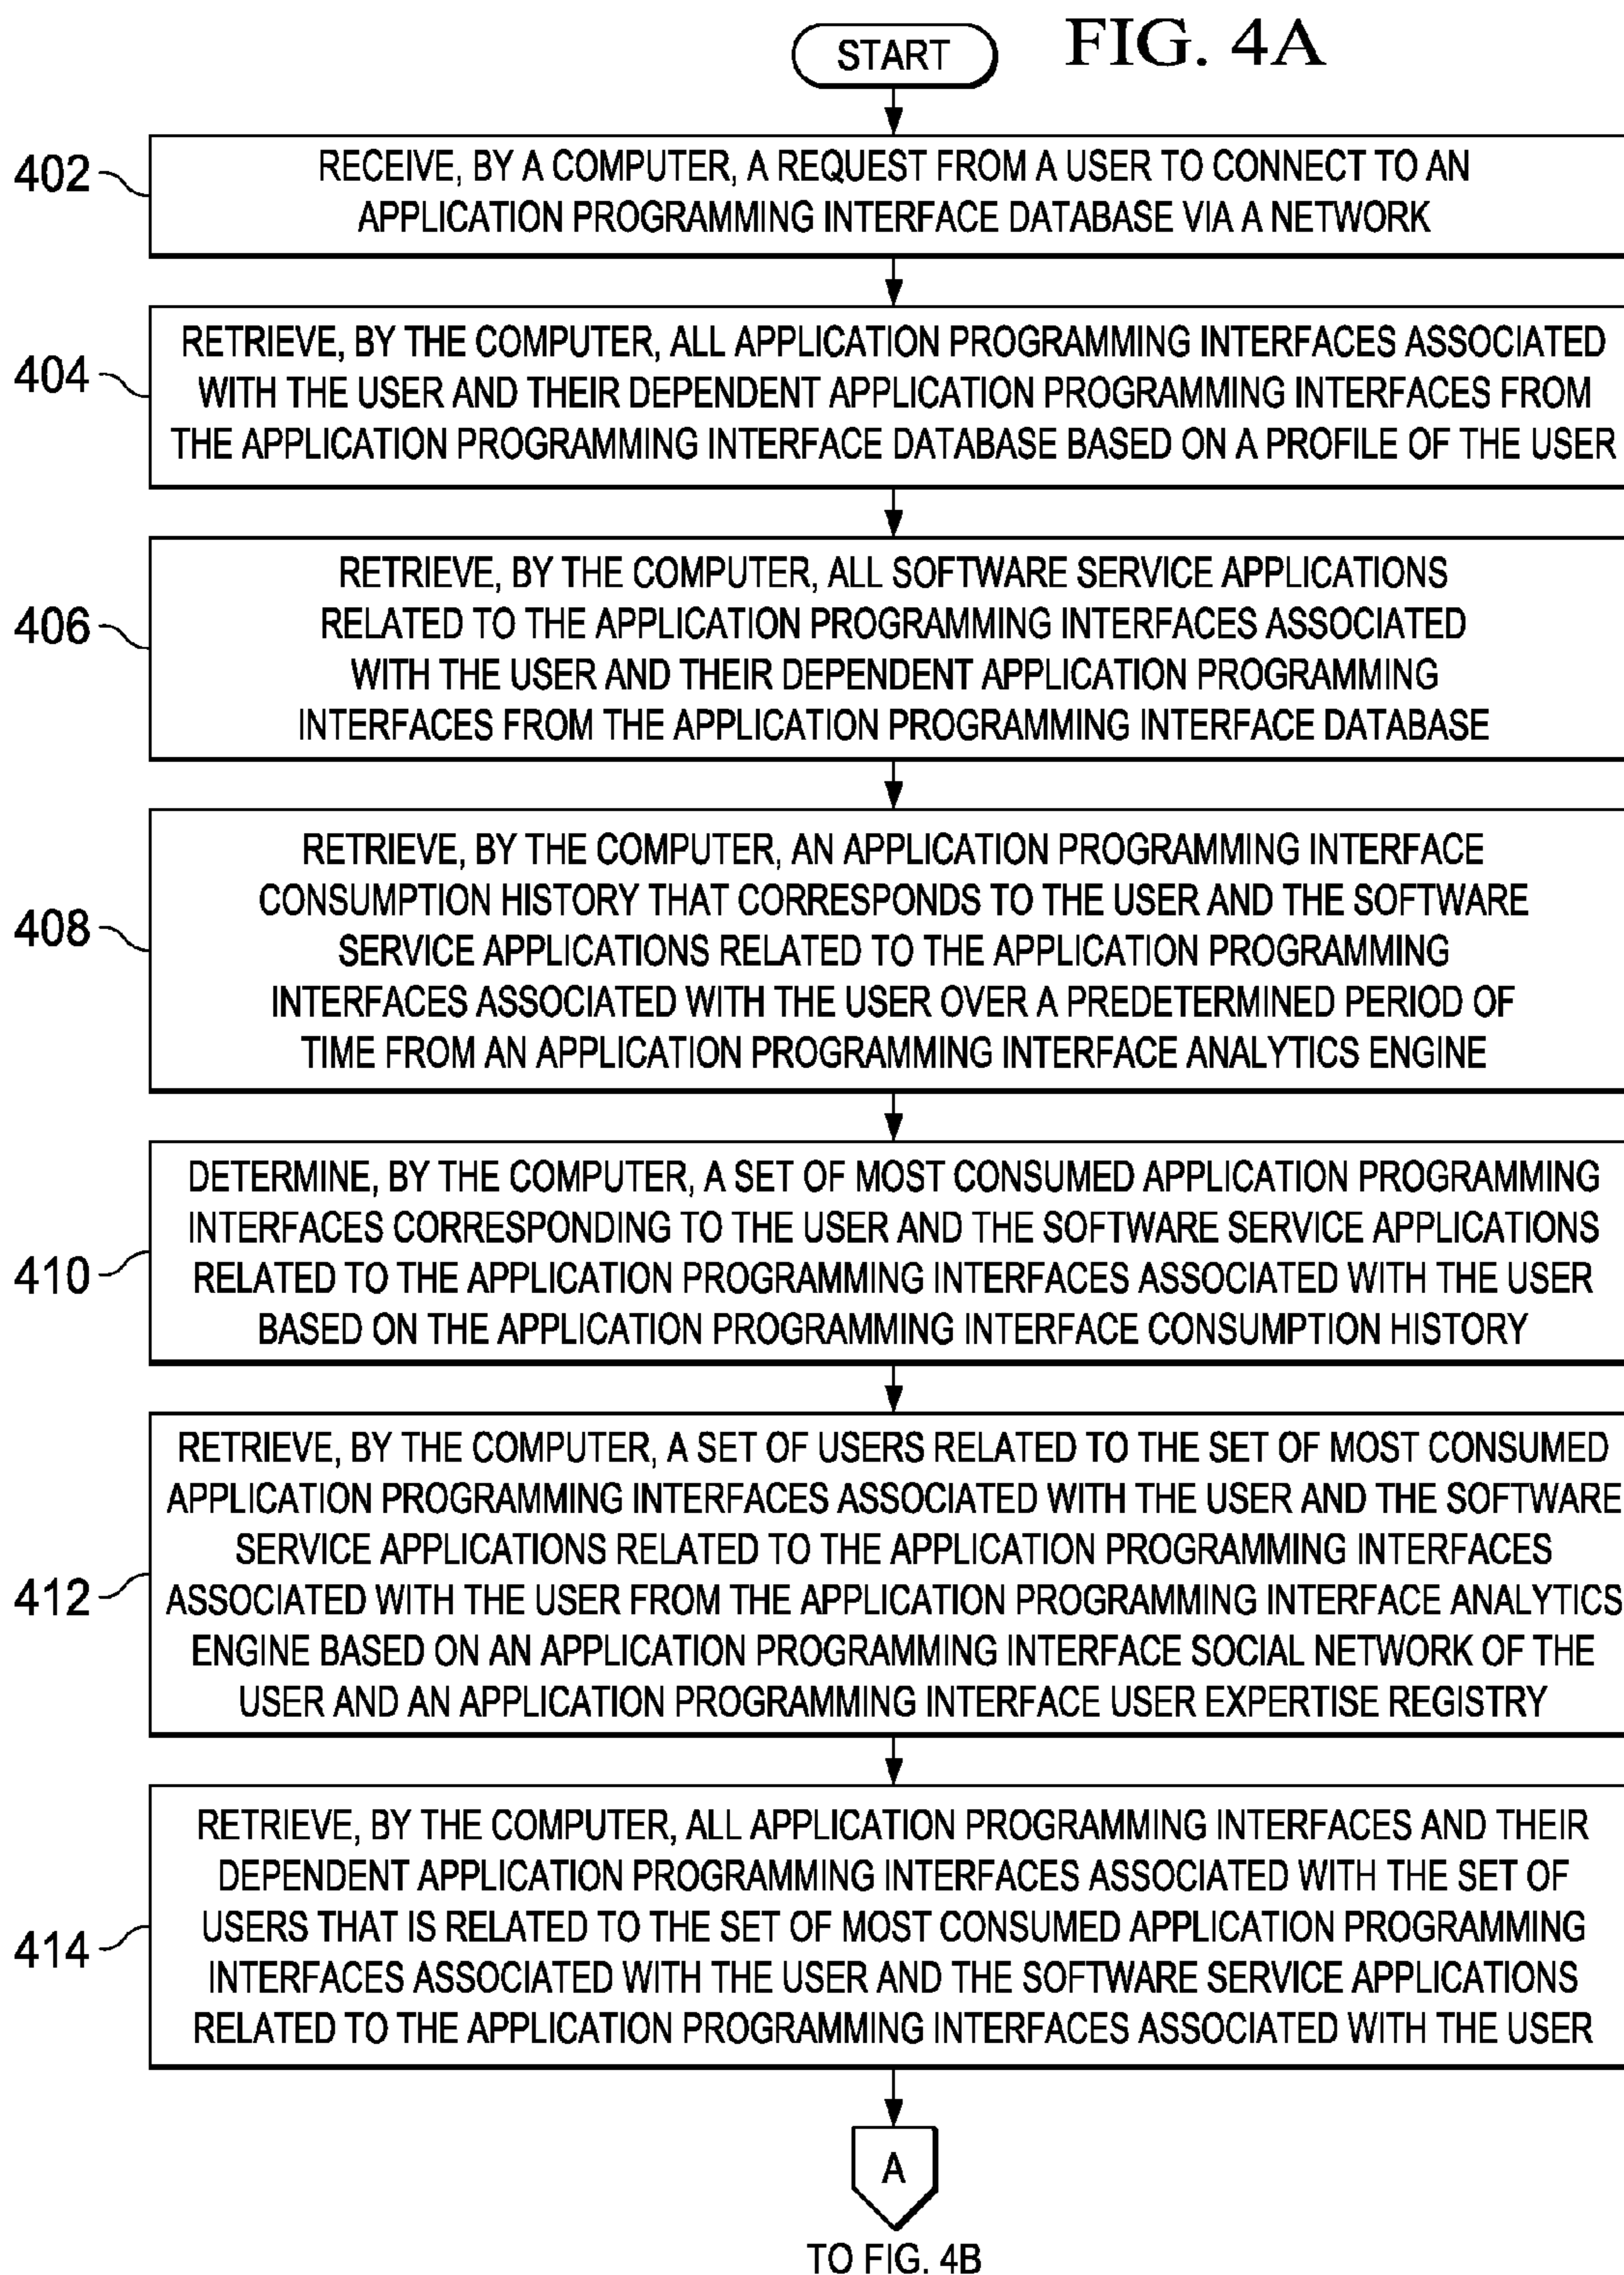 START
FIG. 4A
402
RECEIVE, BY A COMPUTER, A REQUEST FROM A USER TO CONNECT TO AN
APPLICATION PROGRAMMING INTERFACE DATABASE VIA A NETWORK
404
RETRIEVE, BY THE COMPUTER, ALL APPLICATION PROGRAMMING INTERFACES ASSOCIATED
WITH THE USER AND THEIR DEPENDENT APPLICATION PROGRAMMING INTERFACES FROM
THE APPLICATION PROGRAMMING INTERFACE DATABASE BASED ON A PROFILE OF THE USER
406
RETRIEVE, BY THE COMPUTER, ALL SOFTWARE SERVICE APPLICATIONS
RELATED TO THE APPLICATION PROGRAMMING INTERFACES ASSOCIATED
WITH THE USER AND THEIR DEPENDENT APPLICATION PROGRAMMING
INTERFACES FROM THE APPLICATION PROGRAMMING INTERFACE DATABASE
408
RETRIEVE, BY THE COMPUTER, AN APPLICATION PROGRAMMING INTERFACE
CONSUMPTION HISTORY THAT CORRESPONDS TO THE USER AND THE SOFTWARE
SERVICE APPLICATIONS RELATED TO THE APPLICATION PROGRAMMING
INTERFACES ASSOCIATED WITH THE USER OVER A PREDETERMINED PERIOD OF
TIME FROM AN APPLICATION PROGRAMMING INTERFACE ANALYTICS ENGINE
410
DETERMINE, BY THE COMPUTER, A SET OF MOST CONSUMED APPLICATION PROGRAMMING
INTERFACES CORRESPONDING TO THE USER AND THE SOFTWARE SERVICE APPLICATIONS
RELATED TO THE APPLICATION PROGRAMMING INTERFACES ASSOCIATED WITH THE USER
BASED ON THE APPLICATION PROGRAMMING INTERFACE CONSUMPTION HISTORY
412
RETRIEVE, BY THE COMPUTER, A SET OF USERS RELATED TO THE SET OF MOST CONSUMED
APPLICATION PROGRAMMING INTERFACES ASSOCIATED WITH THE USER AND THE SOFTWARE
SERVICE APPLICATIONS RELATED TO THE APPLICATION PROGRAMMING INTERFACES
ASSOCIATED WITH THE USER FROM THE APPLICATION PROGRAMMING INTERFACE ANALYTICS
ENGINE BASED ON AN APPLICATION PROGRAMMING INTERFACE SOCIAL NETWORK OF THE
USER AND AN APPLICATION PROGRAMMING INTERFACE USER EXPERTISE REGISTRY
414
RETRIEVE, BY THE COMPUTER, ALL APPLICATION PROGRAMMING INTERFACES AND THEIR
DEPENDENT APPLICATION PROGRAMMING INTERFACES ASSOCIATED WITH THE SET OF
USERS THAT IS RELATED TO THE SET OF MOST CONSUMED APPLICATION PROGRAMMING
INTERFACES ASSOCIATED WITH THE USER AND THE SOFTWARE SERVICE APPLICATIONS
RELATED TO THE APPLICATION PROGRAMMING INTERFACES ASSOCIATED WITH THE USER
A
TO FIG. 4B